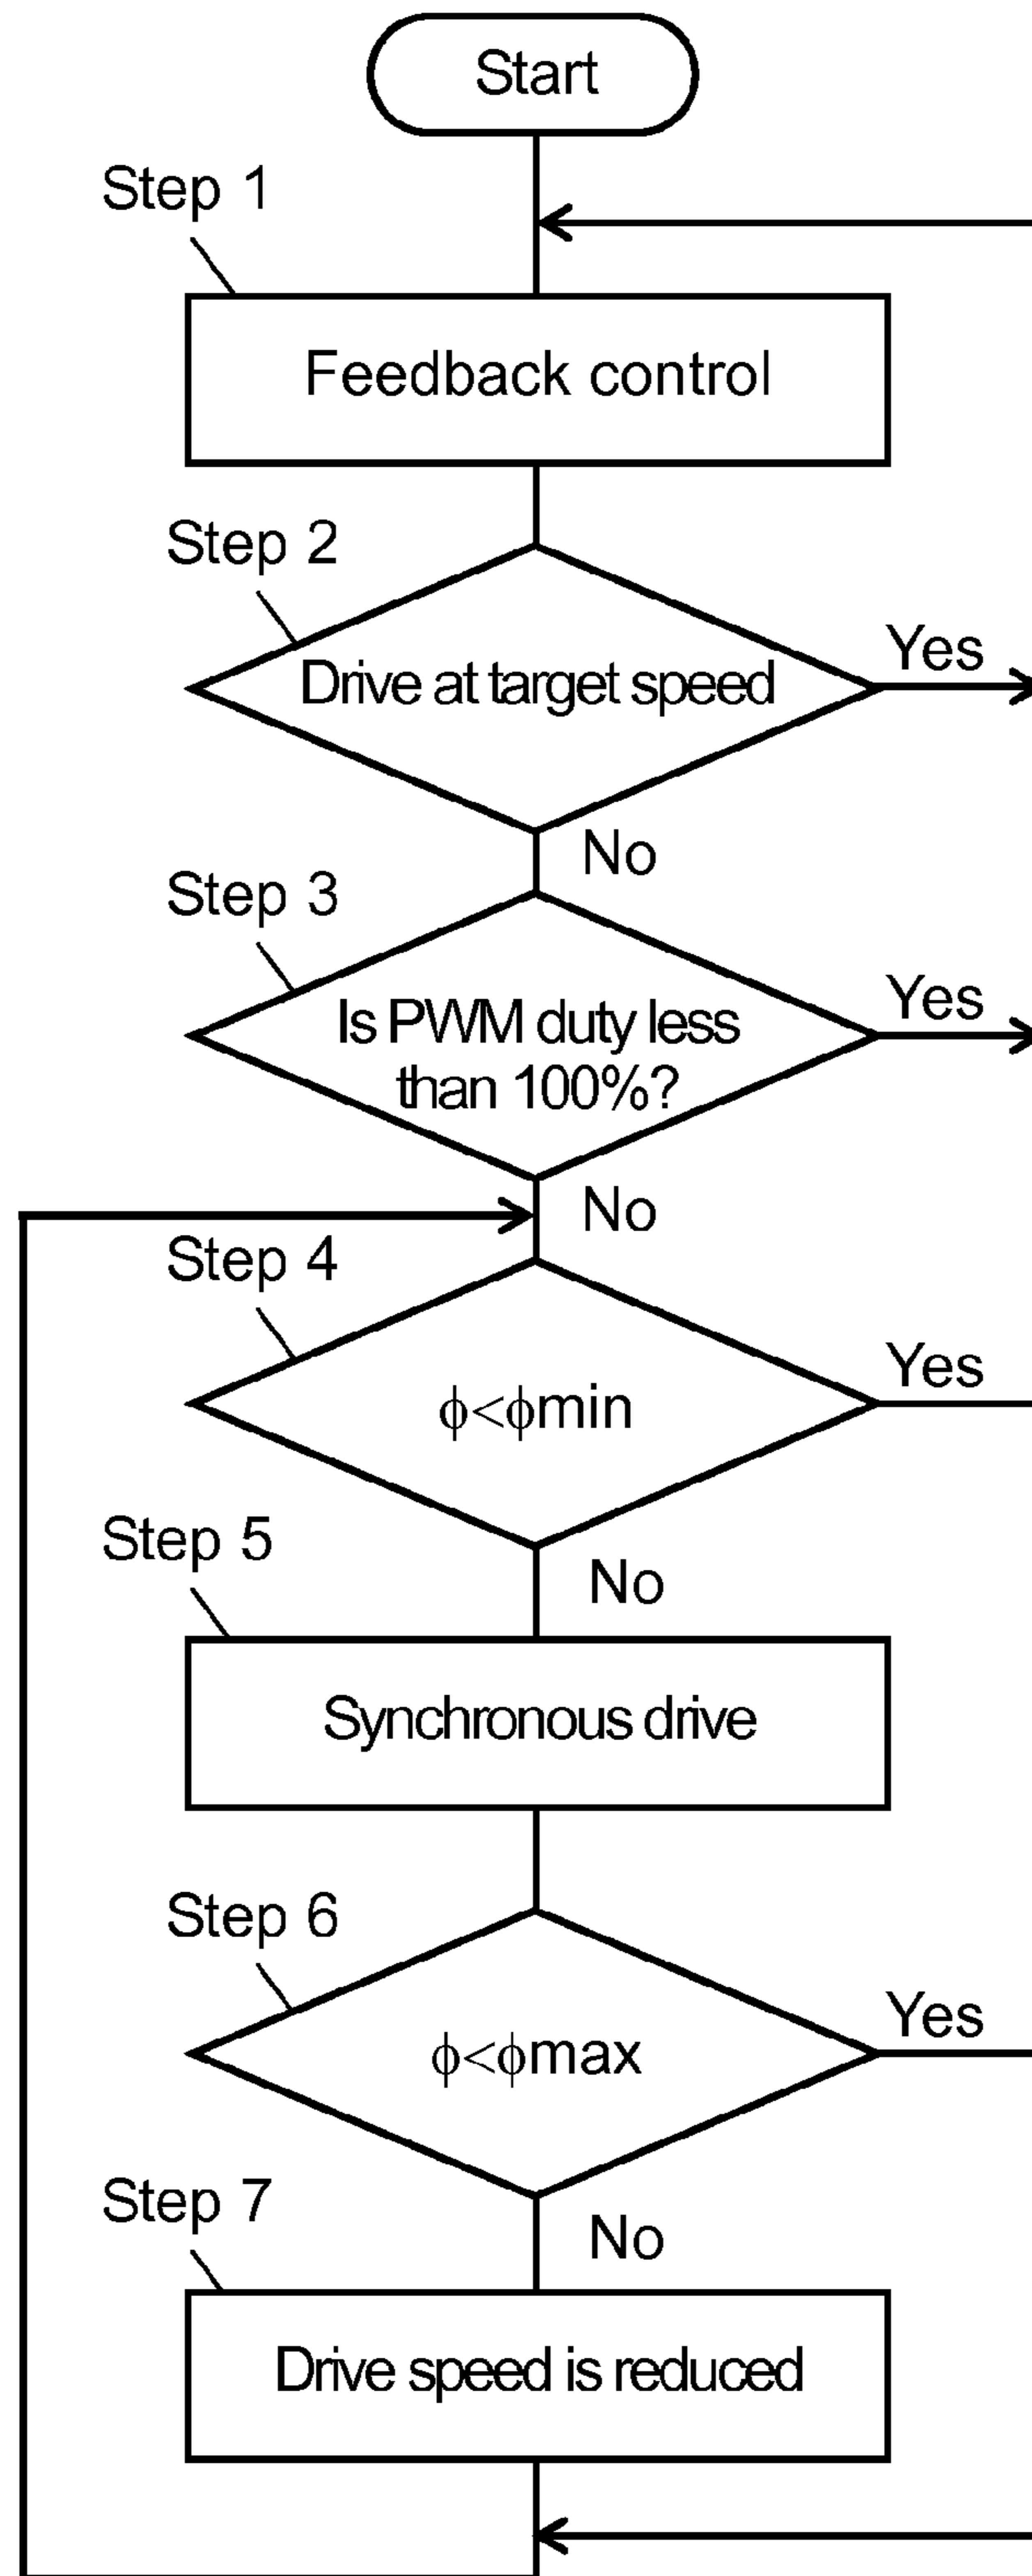 Start
Step 1
Feedback control
Step 2
Drive at target speed
Yes
No
Step 3
Is PWM duty less
than 100%?
Yes
No
Step 4
ϕ<ϕmin
Yes
No
Step 5
Synchronous drive
Step 6
ϕ<ϕmax
Yes
No
Step 7
Drive speed is reduced